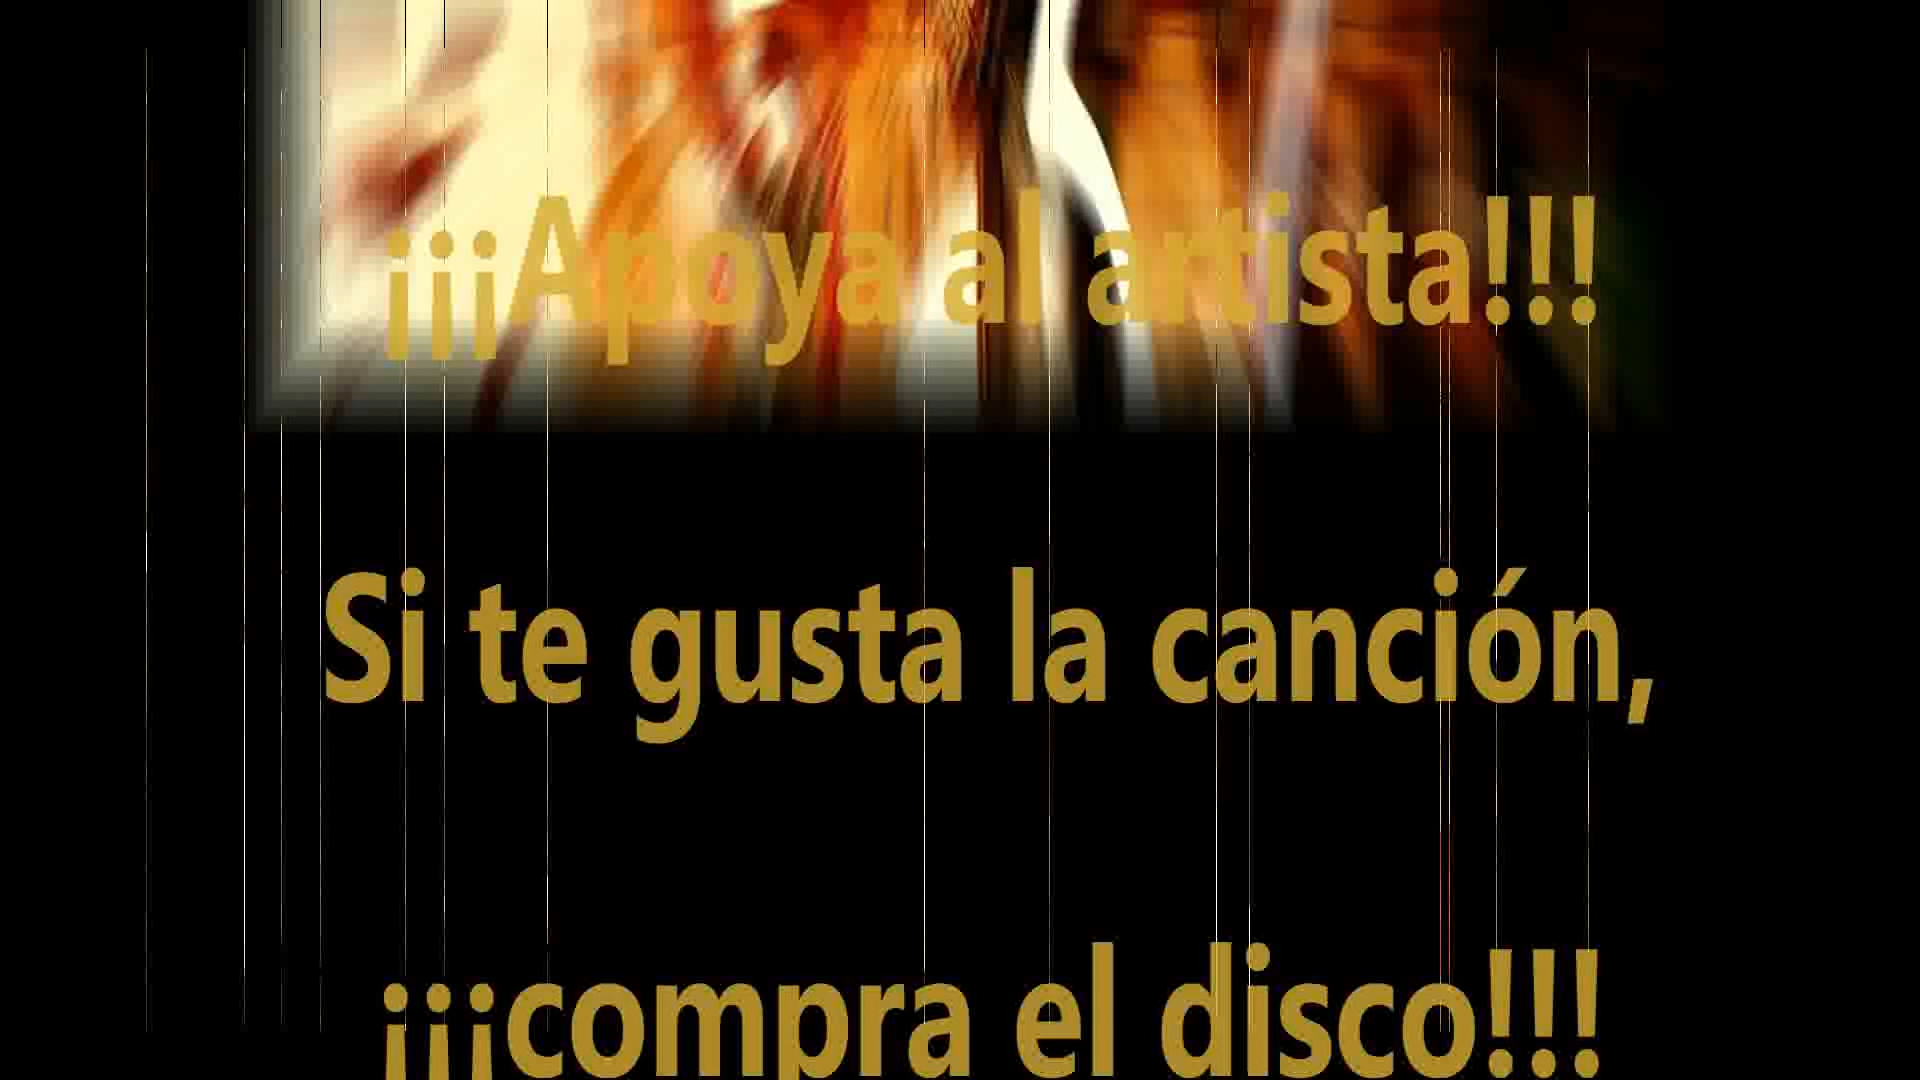 ¡¡¡Apoya al artista!!!
Si te gusta la canción,
¡¡¡compra el disco!!!